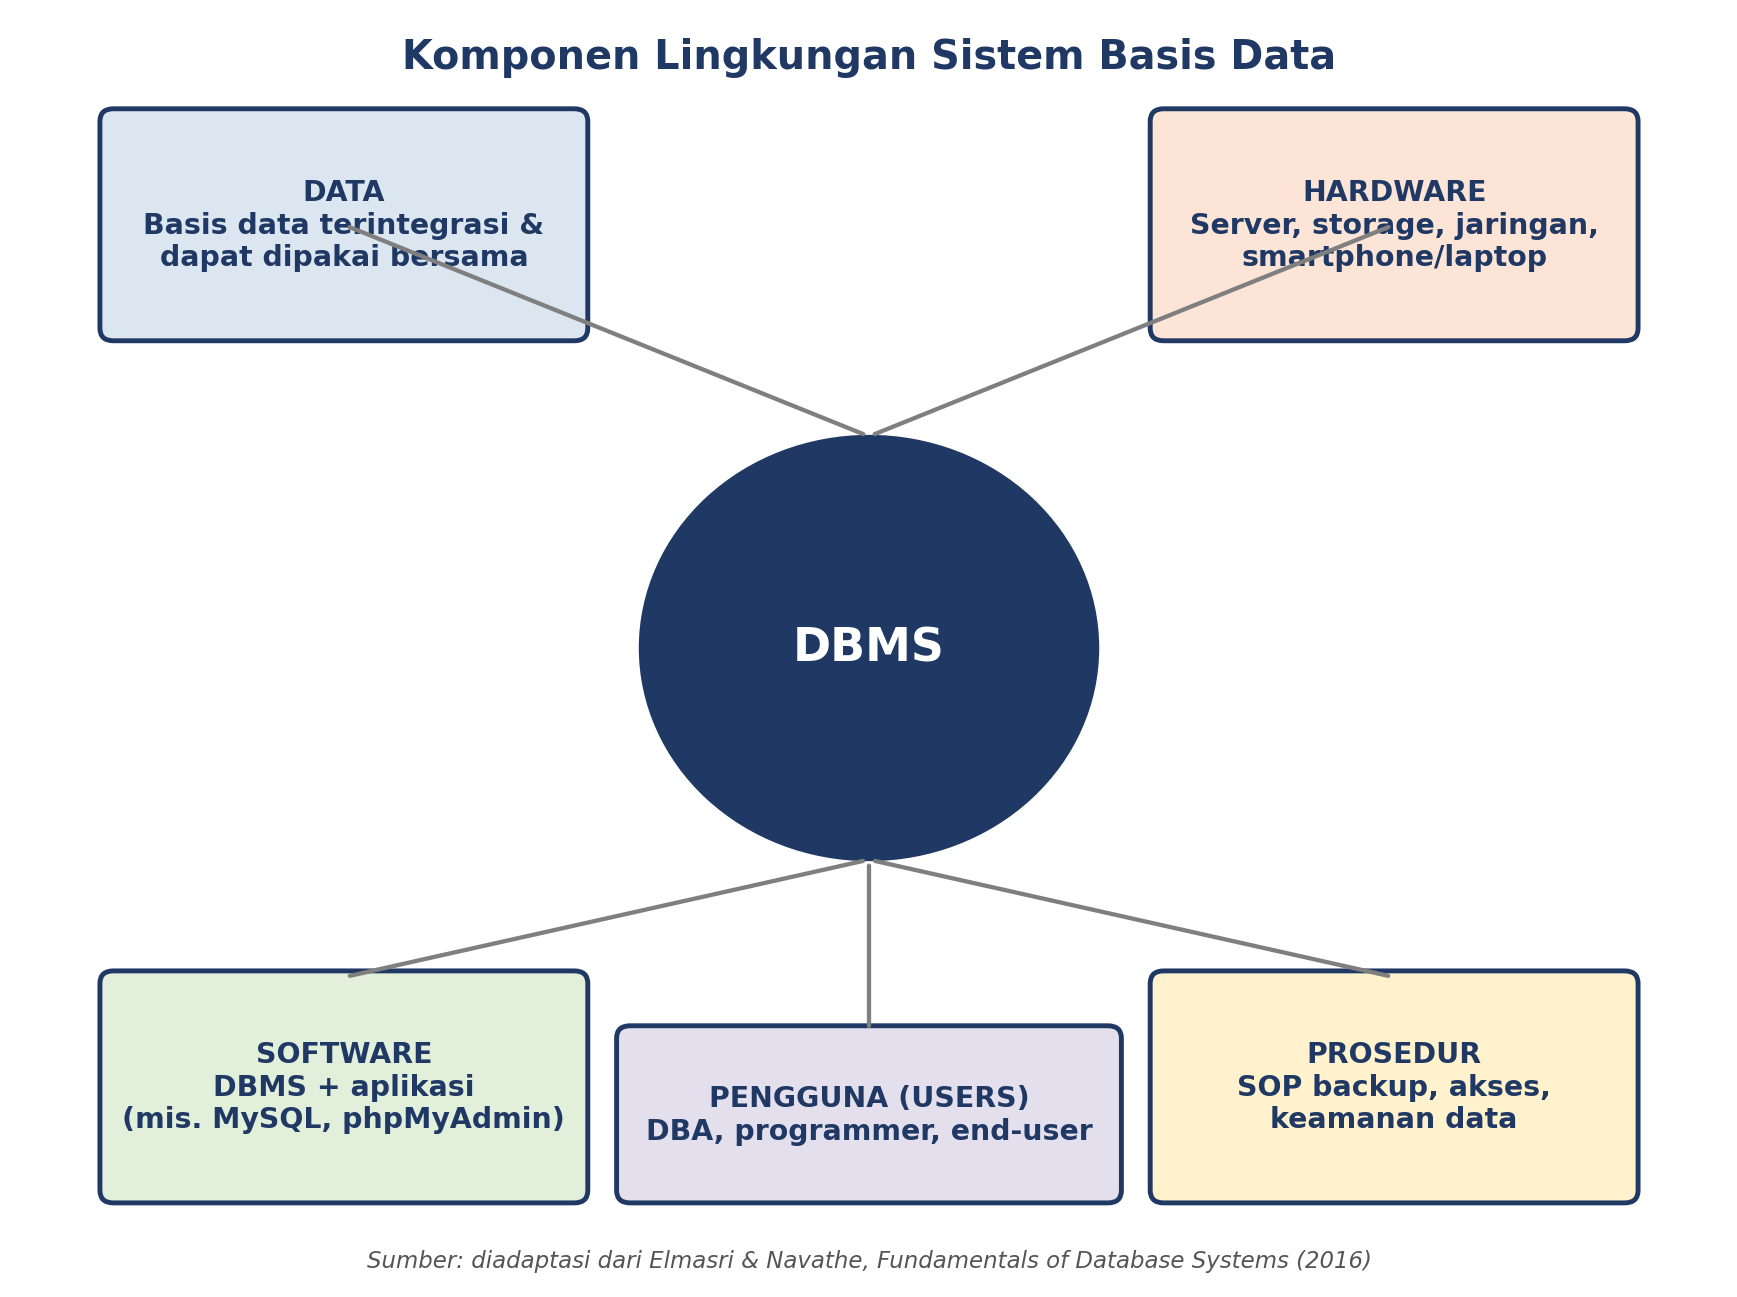 Komponen Lingkungan Sistem Basis Data
DATA
Basis data terintegrasi &
dapat dipakai bersama
HARDWARE
Server, storage, jaringan,
smartphone/laptop
DBMS
SOFTWARE
DBMS + aplikasi
(mis. MySQL, phpMyAdmin)
PENGGUNA (USERS)
DBA, programmer, end-user
PROSEDUR
SOP backup, akses,
keamanan data
Sumber: diadaptasi dari Elmasri & Navathe, Fundamentals of Database Systems (2016)